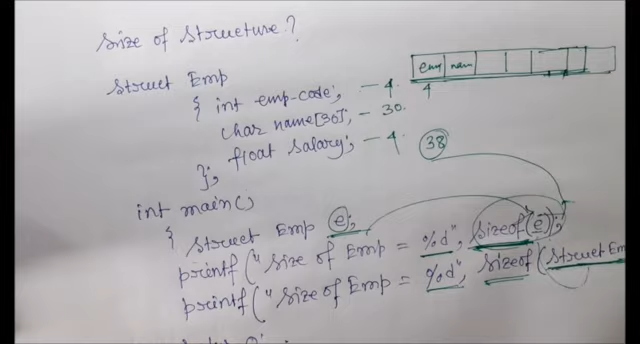 Size of Structure?
emp nam
Struct Emp
{ int emp-code; - 4. 4
char name[30]; - 30.
float salary; - 4. 38
};
int main()
{ Struct Emp e;
printf("Size of Emp = %d", sizeof(e));
printf("Size of Emp = %d", sizeof(Struct Em